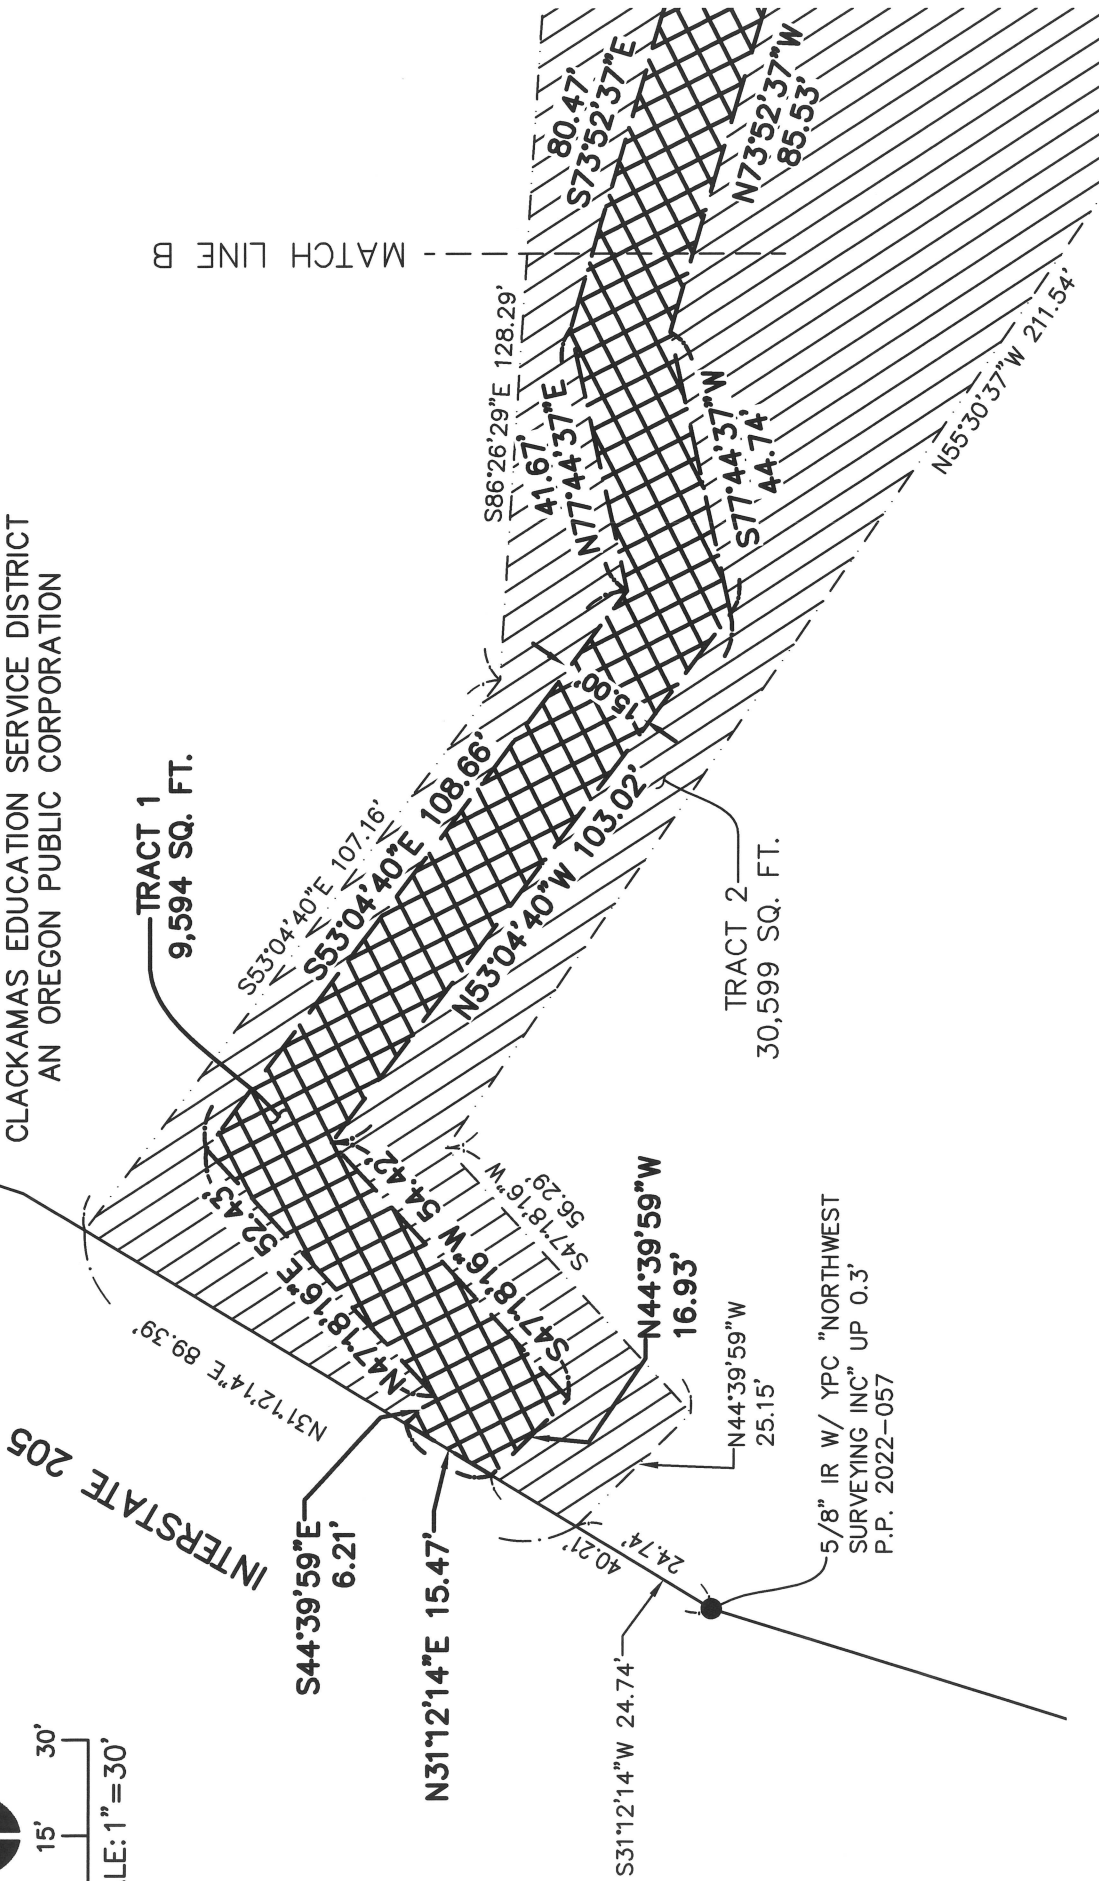 CLACKAMAS EDUCATION SERVICE DISTRICT
AN OREGON PUBLIC CORPORATION
TRACT 1
9,594 SQ. FT.
INTERSTATE 205
MATCH LINE B
80.47'
S73°52'37"E
N73°52'37"W
85.53'
S86°26'29"E 128.29'
41.67'
N77°44'37"E
S77°44'37"W
44.74'
N55°30'37"W 211.54'
15.00'
S53°04'40"E 107.16'
S53°04'40"E 108.66'
N53°04'40"W 103.02'
TRACT 2
30,599 SQ. FT.
N47°18'16"E 52.43'
S47°18'16"W 54.42'
S47°18'16"W
56.29'
N31°12'14"E 89.39'
N44°39'59"W
16.93'
N44°39'59"W
25.15'
S44°39'59"E
6.21'
N31°12'14"E 15.47'
40.21'
24.74'
S31°12'14"W 24.74'
5/8" IR W/ YPC "NORTHWEST
SURVEYING INC" UP 0.3'
P.P. 2022-057
15'
30'
LE: 1"=30'